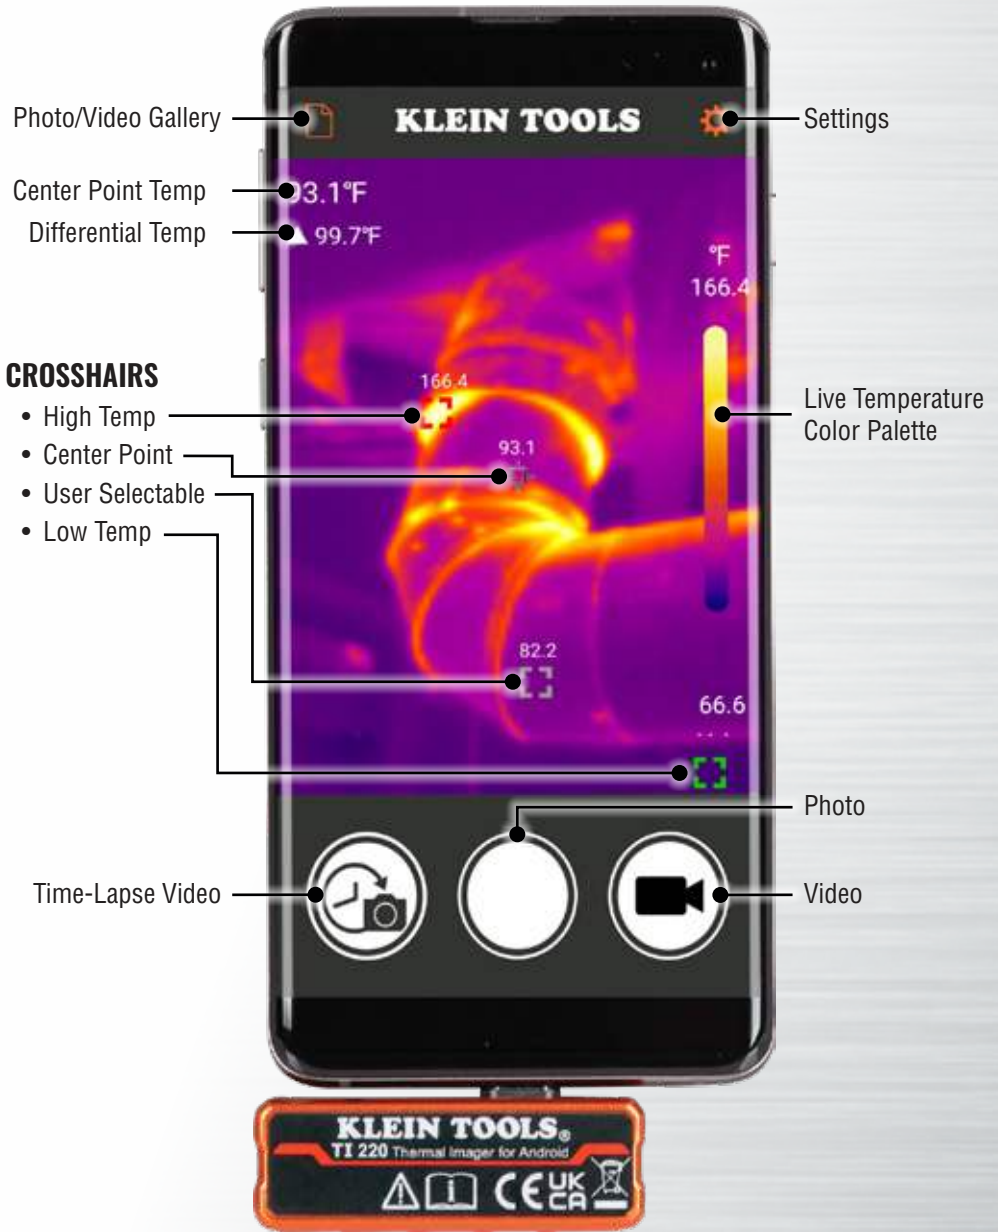 KLEIN TOOLS
Photo/Video Gallery
Settings
Center Point Temp
93.1°F
Differential Temp
99.7°F
°F
166.4
CROSSHAIRS
• High Temp
• Center Point
• User Selectable
• Low Temp
166.4
93.1
Live Temperature
Color Palette
82.2
66.6
Photo
Time-Lapse Video
Video
KLEIN TOOLS®
TI 220 Thermal Imager for Android
CE UK CA